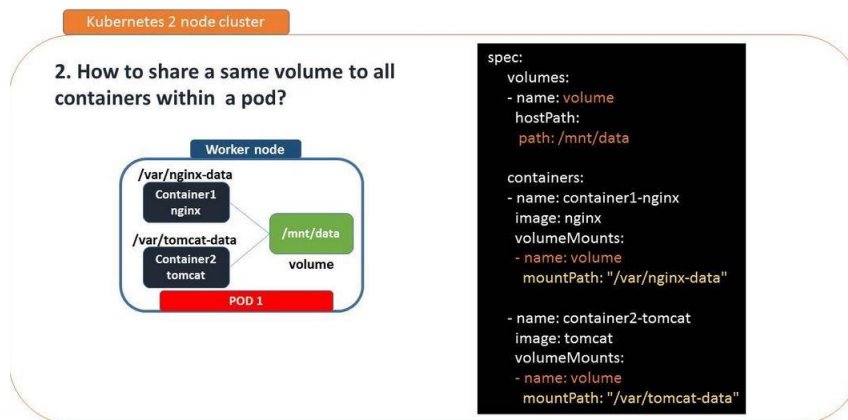 Kubernetes 2 node cluster
2. How to share a same volume to all
containers within a pod?
Worker node
/var/nginx-data
Container1
nginx
/var/tomcat-data
Container2
tomcat
/mnt/data
volume
POD 1
spec:
volumes:
- name: volume
hostPath:
path: /mnt/data
containers:
- name: container1-nginx
image: nginx
volumeMounts:
- name: volume
mountPath: "/var/nginx-data"
- name: container2-tomcat
image: tomcat
volumeMounts:
- name: volume
mountPath: "/var/tomcat-data"